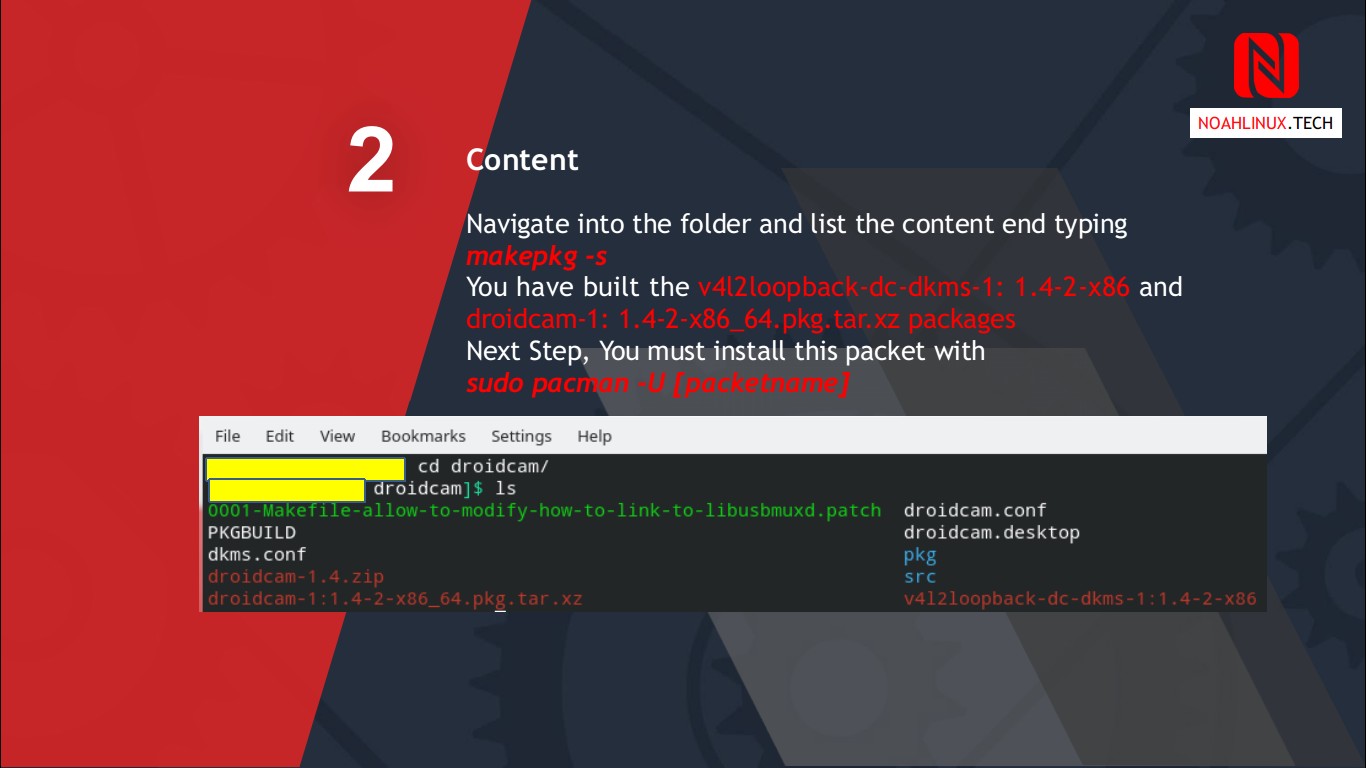 NOAHLINUX.TECH
2
Content
Navigate into the folder and list the content end typing
makepkg -s
You have built the v4l2loopback-dc-dkms-1: 1.4-2-x86 and
droidcam-1: 1.4-2-x86_64.pkg.tar.xz packages
Next Step, You must install this packet with
sudo pacman -U [packetname]
File Edit View Bookmarks Settings Help
cd droidcam/
droidcam]$ ls
0001-Makefile-allow-to-modify-how-to-link-to-libusbmuxd.patch droidcam.conf
PKGBUILD droidcam.desktop
dkms.conf pkg
droidcam-1.4.zip src
droidcam-1:1.4-2-x86_64.pkg.tar.xz v4l2loopback-dc-dkms-1:1.4-2-x86